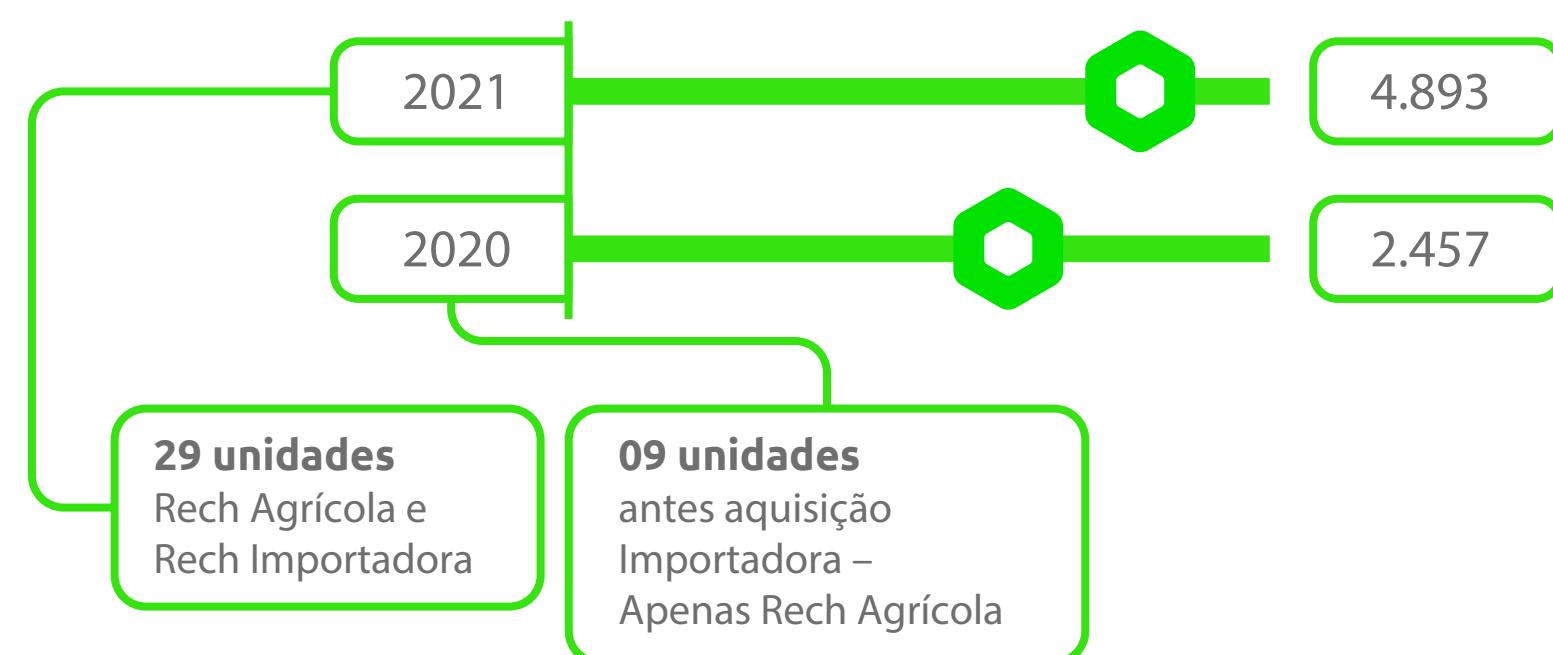 2021
4.893
2020
2.457
29 unidades
Rech Agrícola e
Rech Importadora
09 unidades
antes aquisição
Importadora –
Apenas Rech Agrícola